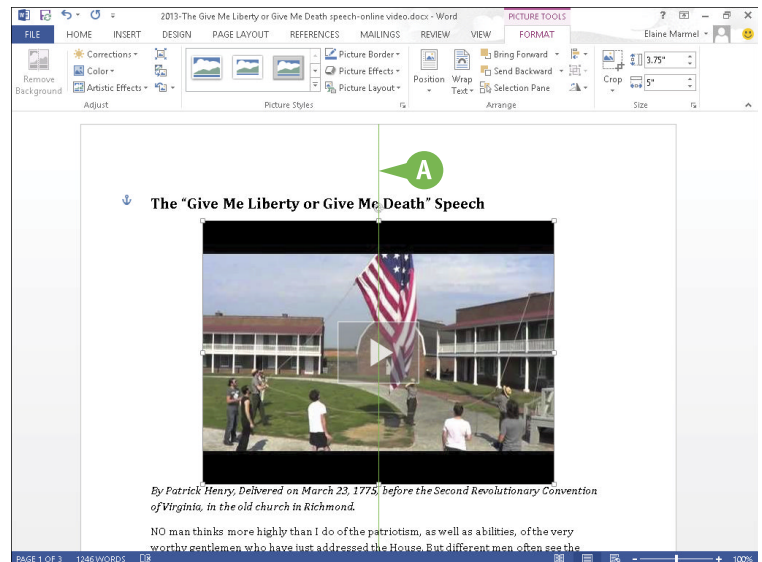 2013-The Give Me Liberty or Give Me Death speech-online video.docx - Word
PICTURE TOOLS
FILE HOME INSERT DESIGN PAGE LAYOUT REFERENCES MAILINGS REVIEW VIEW FORMAT Elaine Marmel
Remove Background
Corrections
Color
Artistic Effects
Adjust
Picture Styles
Picture Border
Picture Effects
Picture Layout
Position
Wrap Text
Bring Forward
Send Backward
Selection Pane
Arrange
Crop
3.75"
5"
Size
A
The “Give Me Liberty or Give Me Death” Speech
By Patrick Henry, Delivered on March 23, 1775, before the Second Revolutionary Convention
of Virginia, in the old church in Richmond.
NO man thinks more highly than I do of the patriotism, as well as abilities, of the very
worthy gentlemen who have just addressed the House. But different men often see the
PAGE 1 OF 3 1246 WORDS 100%